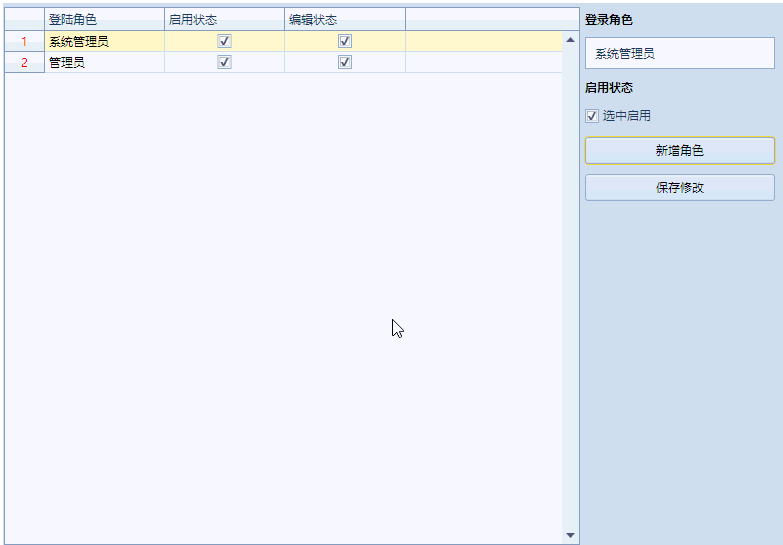 登陆角色 启用状态 编辑状态
1 系统管理员
2 管理员
登录角色
系统管理员
启用状态
选中启用
新增角色
保存修改